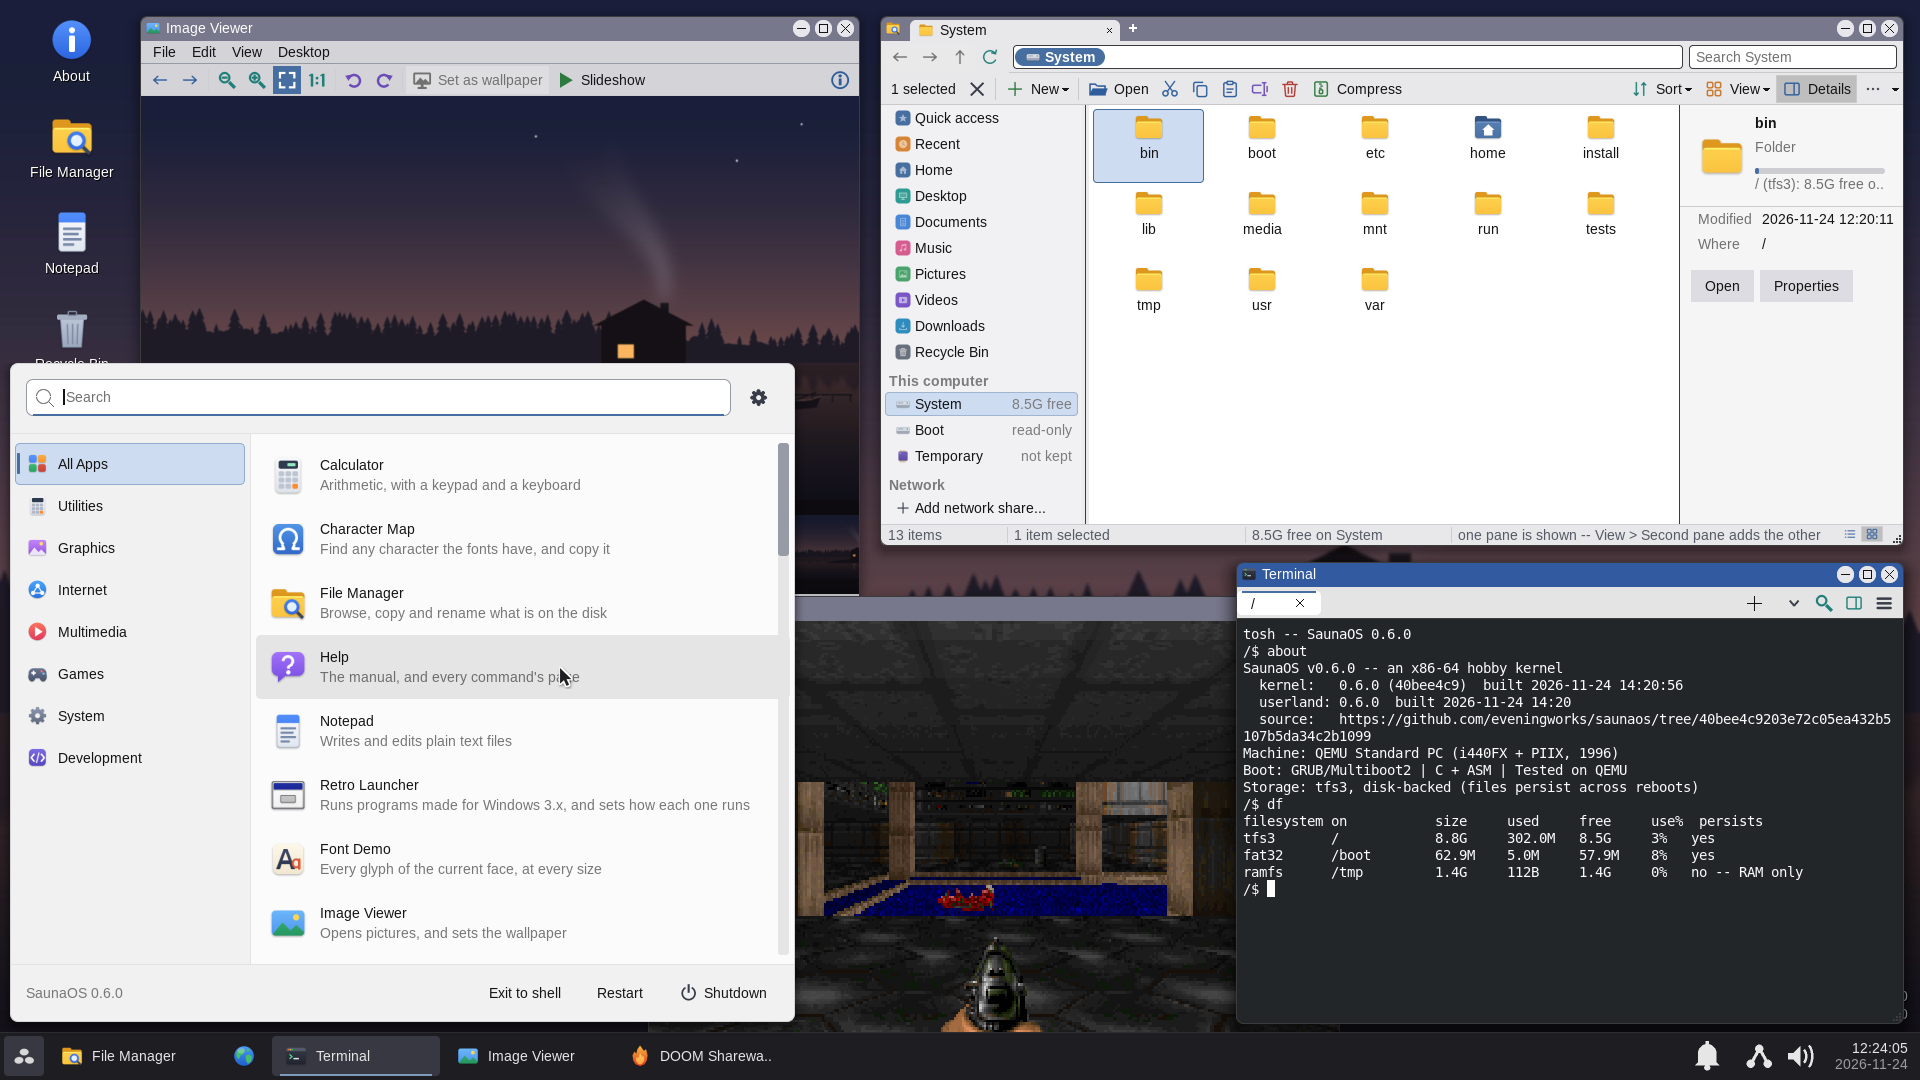 About
File Manager
Notepad
Recycle Bin
Image Viewer
File Edit View Desktop
1:1 Set as wallpaper Slideshow
System
System
Search System
1 selected New Open Compress Sort View Details
Quick access
Recent
Home
Desktop
Documents
Music
Pictures
Videos
Downloads
Recycle Bin
This computer
System 8.5G free
Boot read-only
Temporary not kept
Network
Add network share...
bin boot etc home install
lib media mnt run tests
tmp usr var
bin
Folder
/ (tfs3): 8.5G free o..
Modified 2026-11-24 12:20:11
Where /
Open Properties
13 items 1 item selected 8.5G free on System one pane is shown -- View > Second pane adds the other
Search
All Apps
Utilities
Graphics
Internet
Multimedia
Games
System
Development
Calculator
Arithmetic, with a keypad and a keyboard
Character Map
Find any character the fonts have, and copy it
File Manager
Browse, copy and rename what is on the disk
Help
The manual, and every command's page
Notepad
Writes and edits plain text files
Retro Launcher
Runs programs made for Windows 3.x, and sets how each one runs
Font Demo
Every glyph of the current face, at every size
Image Viewer
Opens pictures, and sets the wallpaper
SaunaOS 0.6.0 Exit to shell Restart Shutdown
Terminal
/
tosh -- SaunaOS 0.6.0
/$ about
SaunaOS v0.6.0 -- an x86-64 hobby kernel
kernel: 0.6.0 (40bee4c9) built 2026-11-24 14:20:56
userland: 0.6.0 built 2026-11-24 14:20
source: https://github.com/eveningworks/saunaos/tree/40bee4c9203e72c05ea432b5
107b5da34c2b1099
Machine: QEMU Standard PC (i440FX + PIIX, 1996)
Boot: GRUB/Multiboot2 | C + ASM | Tested on QEMU
Storage: tfs3, disk-backed (files persist across reboots)
/$ df
filesystem on size used free use% persists
tfs3 / 8.8G 302.0M 8.5G 3% yes
fat32 /boot 62.9M 5.0M 57.9M 8% yes
ramfs /tmp 1.4G 112B 1.4G 0% no -- RAM only
/$
File Manager Terminal Image Viewer DOOM Sharewa..
12:24:05
2026-11-24